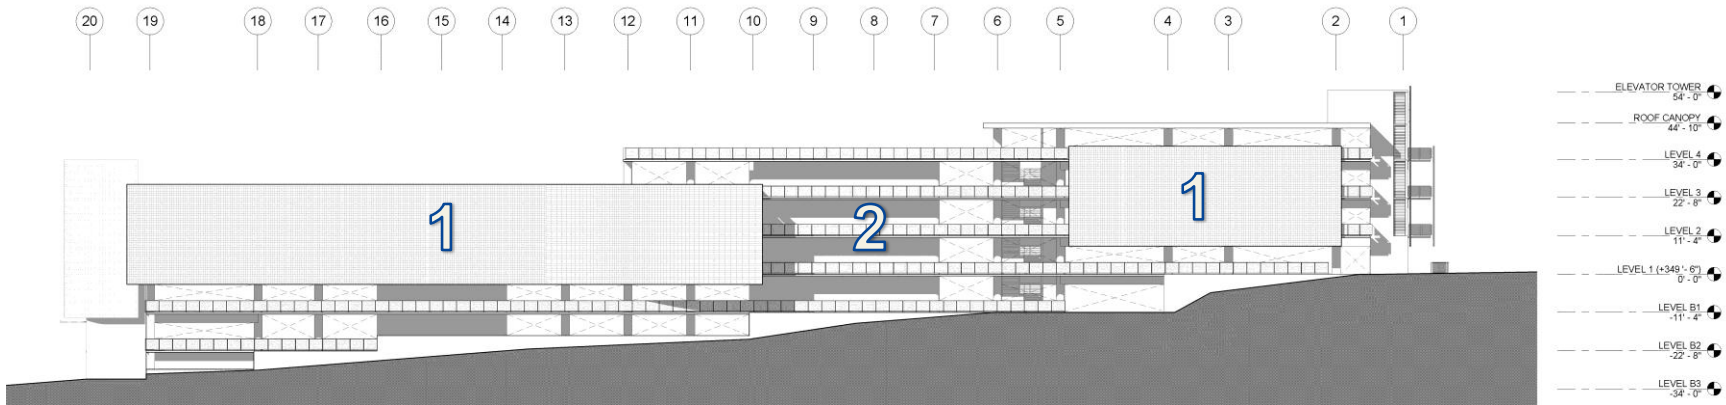 20 19 18 17 16 15 14 13 12 11 10 9 8 7 6 5 4 3 2 1
ELEVATOR TOWER
54' - 0"
ROOF CANOPY
44' - 10"
LEVEL 4
34' - 0"
LEVEL 3
22' - 8"
LEVEL 2
11' - 4"
LEVEL 1 (+349 '- 6")
0' - 0"
LEVEL B1
-11' - 4"
LEVEL B2
-22' - 8"
LEVEL B3
-34' - 0"
1 2 1